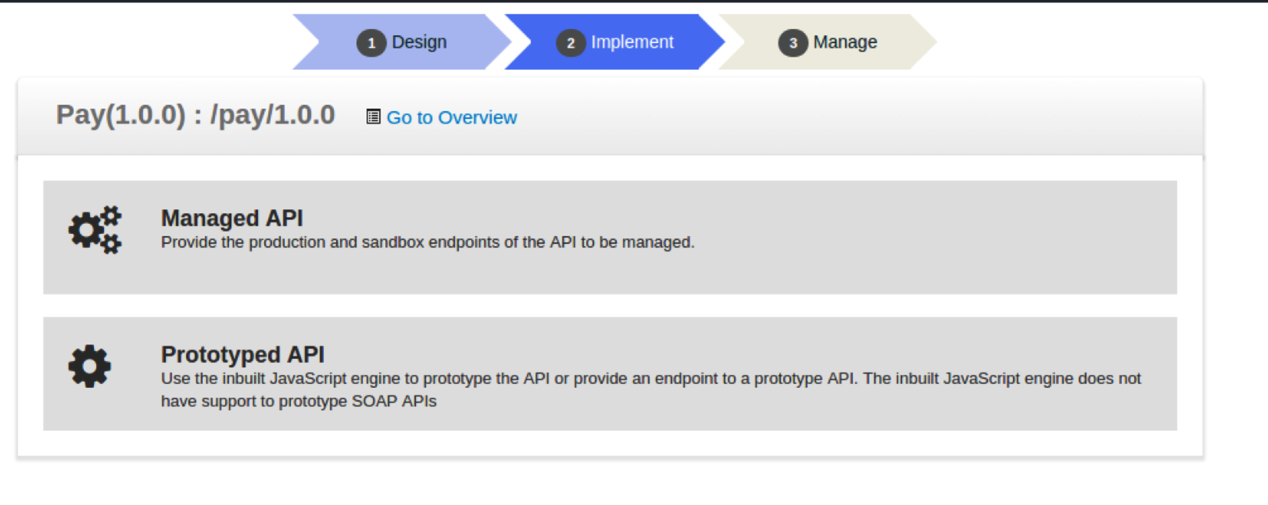 1 Design
2 Implement
3 Manage
Pay(1.0.0) : /pay/1.0.0
Go to Overview
Managed API
Provide the production and sandbox endpoints of the API to be managed.
Prototyped API
Use the inbuilt JavaScript engine to prototype the API or provide an endpoint to a prototype API. The inbuilt JavaScript engine does not
have support to prototype SOAP APIs